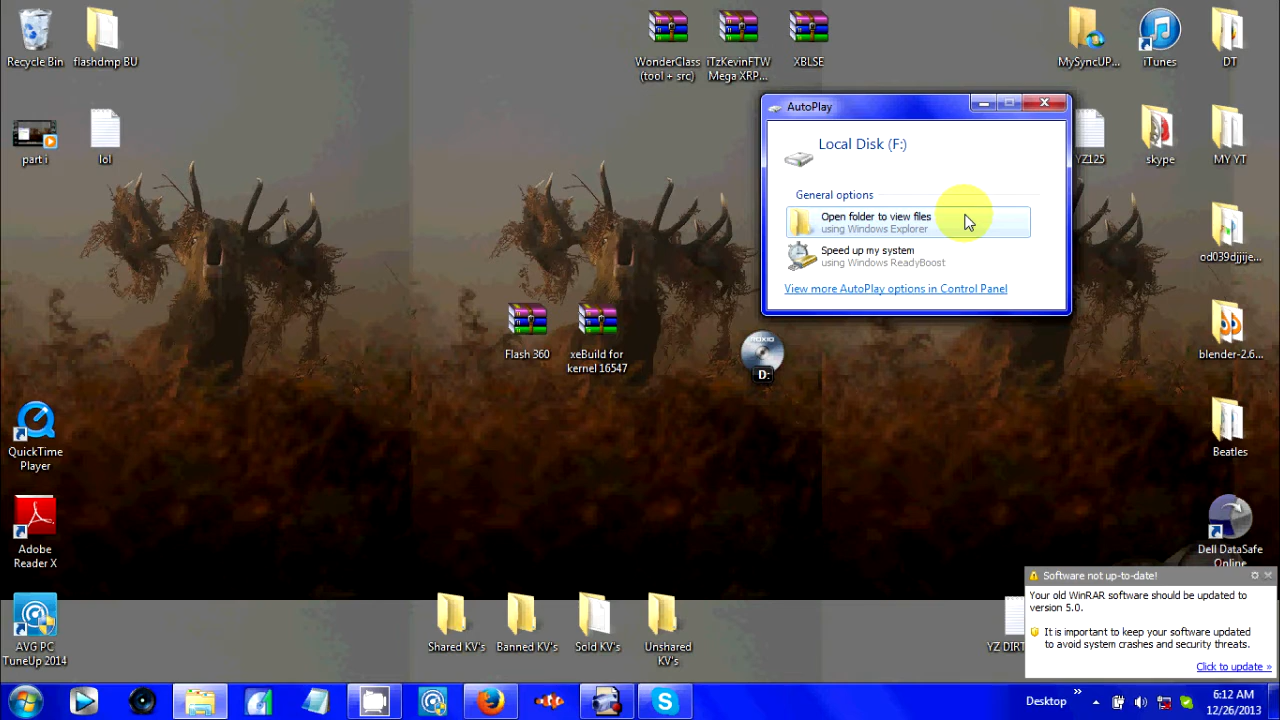 Recycle Bin
flashdmp BU
WonderClass
(tool + src)
iTzKevinFTW
Mega XRP...
XBLSE
MySyncUP...
iTunes
DT
part i
lol
AutoPlay
Local Disk (F:)
General options
Open folder to view files
using Windows Explorer
Speed up my system
using Windows ReadyBoost
View more AutoPlay options in Control Panel
YZ125
skype
MY YT
od039djjije...
Flash 360
xeBuild for
kernel 16547
D:
blender-2.6...
QuickTime
Player
Beatles
Adobe
Reader X
Dell DataSafe
Online
AVG PC
TuneUp 2014
Shared KV's
Banned KV's
Sold KV's
Unshared
KV's
YZ DIRT
Software not up-to-date!
Your old WinRAR software should be updated to
version 5.0.
It is important to keep your software updated
to avoid system crashes and security threats.
Click to update »
Desktop
6:12 AM
12/26/2013